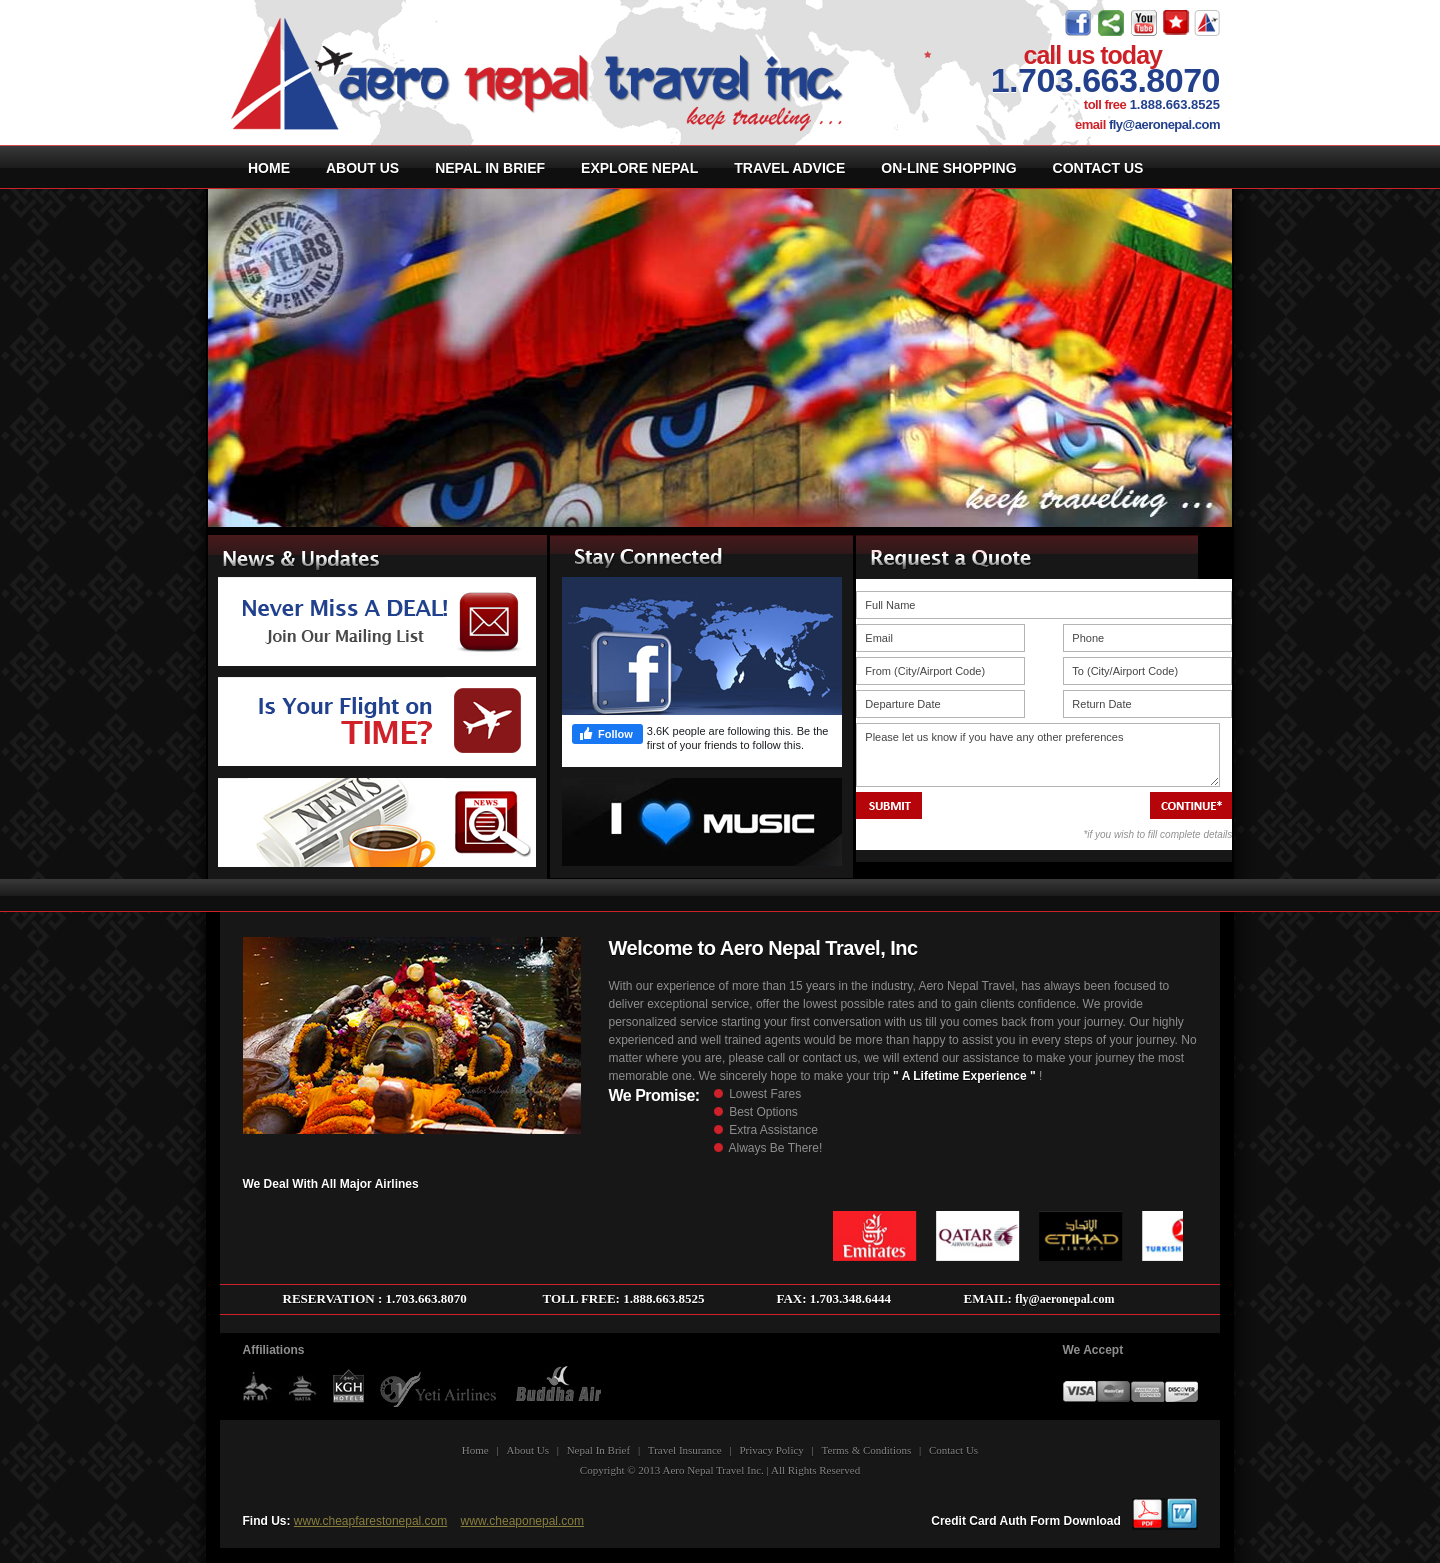 aero nepal travel inc.
keep traveling ...
You
Tube
call us today
1.703.663.8070
toll free 1.888.663.8525
email fly@aeronepal.com
HOME ABOUT US NEPAL IN BRIEF EXPLORE NEPAL TRAVEL ADVICE ON-LINE SHOPPING CONTACT US
EXPERIENCE
15 YEARS
EXPERIENCE
keep traveling ...
News & Updates
Never Miss A DEAL!
Join Our Mailing List
Is Your Flight on
TIME?
NEWS
NEWS
Stay Connected
f
Follow
3.6K people are following this. Be the
first of your friends to follow this.
I MUSIC
Request a Quote
Full Name
Email Phone
From (City/Airport Code) To (City/Airport Code)
Departure Date Return Date
Please let us know if you have any other preferences
SUBMIT CONTINUE*
*if you wish to fill complete details
Welcome to Aero Nepal Travel, Inc
With our experience of more than 15 years in the industry, Aero Nepal Travel, has always been focused to
deliver exceptional service, offer the lowest possible rates and to gain clients confidence. We provide
personalized service starting your first conversation with us till you comes back from your journey. Our highly
experienced and well trained agents would be more than happy to assist you in every steps of your journey. No
matter where you are, please call or contact us, we will extend our assistance to make your journey the most
memorable one. We sincerely hope to make your trip " A Lifetime Experience " !
We Promise:
Lowest Fares
Best Options
Extra Assistance
Always Be There!
We Deal With All Major Airlines
Emirates
QATAR
AIRWAYS القطرية
الإتحاد
ETIHAD
AIRWAYS
TURKISH
RESERVATION : 1.703.663.8070 TOLL FREE: 1.888.663.8525 FAX: 1.703.348.6444 EMAIL: fly@aeronepal.com
Affiliations
We Accept
NTB
NATTA
KGH
HOTELS
Yeti Airlines
Buddha Air
VISA
MasterCard
AMERICAN EXPRESS
DISCOVER
NETWORK
Home | About Us | Nepal In Brief | Travel Insurance | Privacy Policy | Terms & Conditions | Contact Us
Copyright © 2013 Aero Nepal Travel Inc. | All Rights Reserved
Find Us: www.cheapfarestonepal.com www.cheaponepal.com
Credit Card Auth Form Download
PDF
W